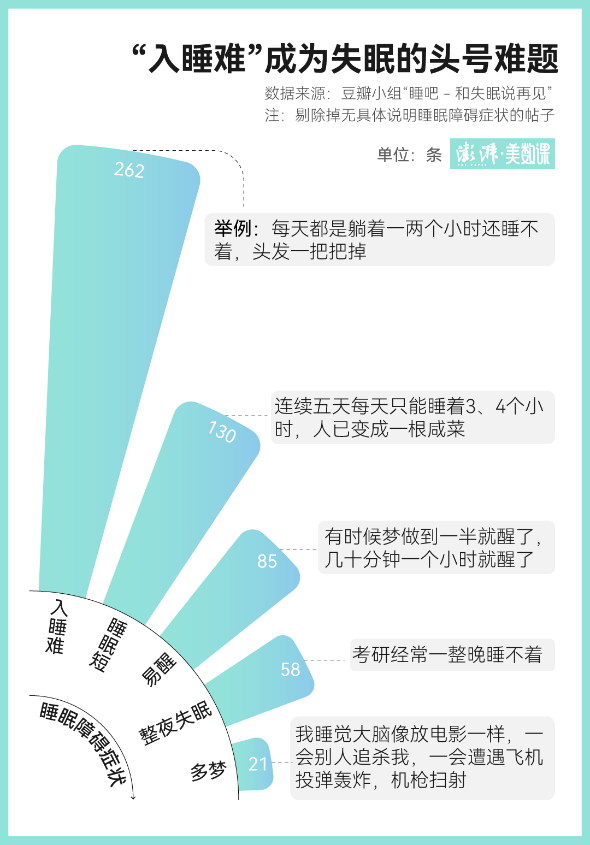 “入睡难”成为失眠的头号难题
数据来源：豆瓣小组“睡吧 – 和失眠说再见”
注：剔除掉无具体说明睡眠障碍症状的帖子
单位：条 澎湃·美数课
262
举例：每天都是躺着一两个小时还睡不
着，头发一把把掉
130
连续五天每天只能睡着3、4个小
时，人已变成一根咸菜
85
有时候梦做到一半就醒了，
几十分钟一个小时就醒了
58
考研经常一整晚睡不着
21
我睡觉大脑像放电影一样，一
会别人追杀我，一会遭遇飞机
投弹轰炸，机枪扫射
入睡难
睡眠短
易醒
整夜失眠
多梦
睡眠障碍症状